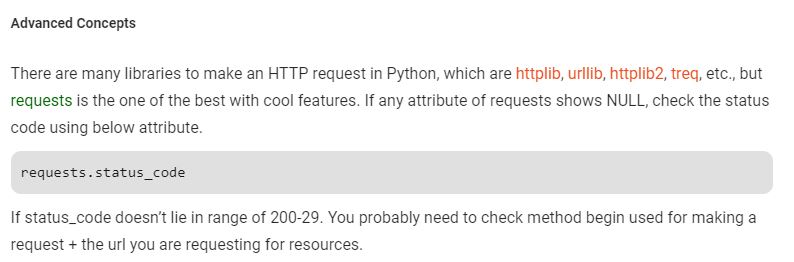 Advanced Concepts
There are many libraries to make an HTTP request in Python, which are httplib, urllib, httplib2, treq, etc., but
requests is the one of the best with cool features. If any attribute of requests shows NULL, check the status
code using below attribute.
requests.status_code
If status_code doesn’t lie in range of 200-29. You probably need to check method begin used for making a
request + the url you are requesting for resources.